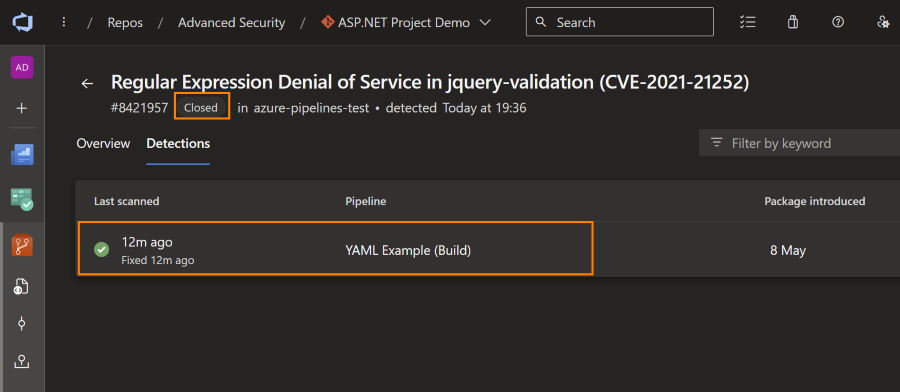 Repos / Advanced Security / ASP.NET Project Demo Search
AD
Regular Expression Denial of Service in jquery-validation (CVE-2021-21252)
#8421957 Closed in azure-pipelines-test • detected Today at 19:36
Overview Detections Filter by keyword
Last scanned Pipeline Package introduced
12m ago YAML Example (Build) 8 May
Fixed 12m ago